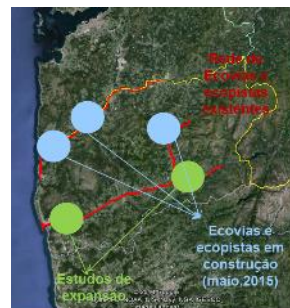 Rede de
Ecovias e
ecopistas
existentes
Ecovias e
ecopistas em
construção
(maio.2015)
Estudos de
expansão